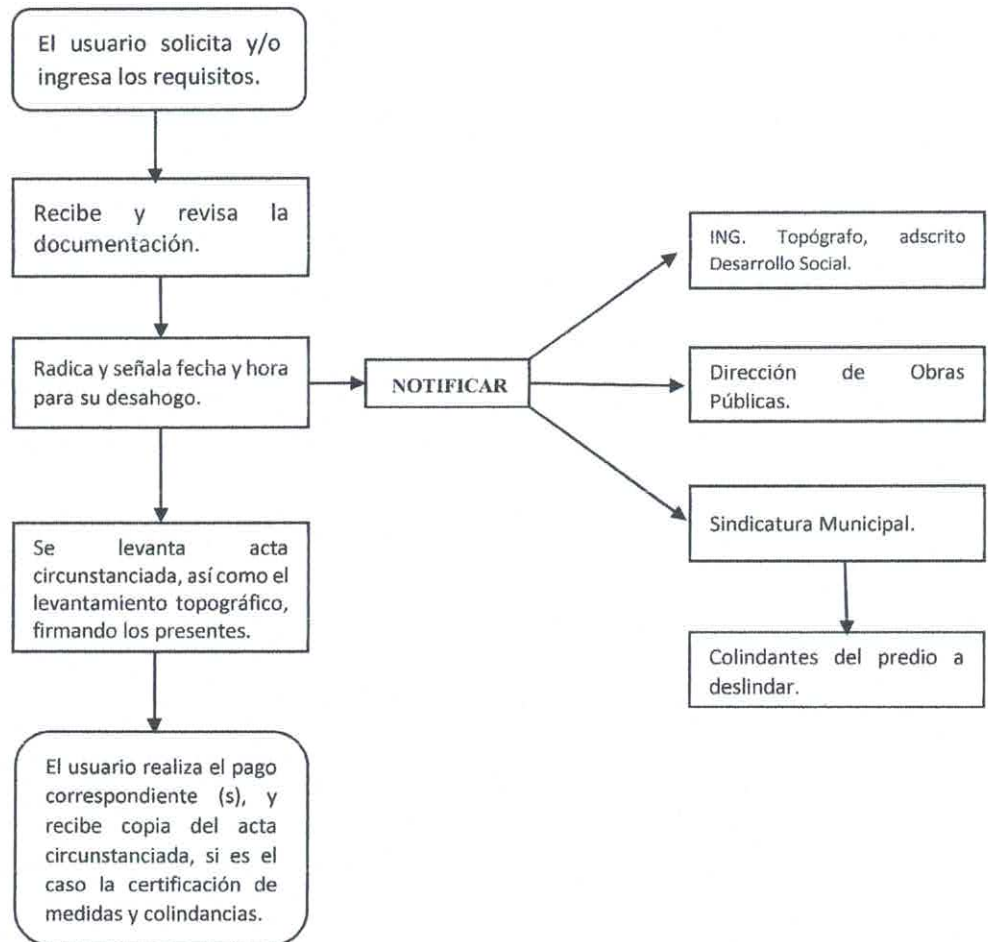 El usuario solicita y/o
ingresa los requisitos.
Recibe y revisa la
documentación.
Radica y señala fecha y hora
para su desahogo.
NOTIFICAR
ING. Topógrafo, adscrito
Desarrollo Social.
Dirección de Obras
Públicas.
Sindicatura Municipal.
Colindantes del predio a
deslindar.
Se levanta acta
circunstanciada, así como el
levantamiento topográfico,
firmando los presentes.
El usuario realiza el pago
correspondiente (s), y
recibe copia del acta
circunstanciada, si es el
caso la certificación de
medidas y colindancias.